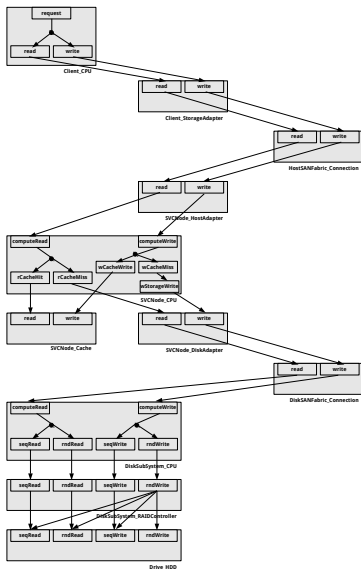 request
read write
Client_CPU
read write
Client_StorageAdapter
read write
HostSANFabric_Connection
read write
SVCNode_HostAdapter
computeRead computeWrite
wCacheWrite wCacheMiss
rCacheHit rCacheMiss
wStorageWrite
SVCNode_CPU
read write
SVCNode_Cache
read write
SVCNode_DiskAdapter
read write
DiskSANFabric_Connection
computeRead computeWrite
seqRead rndRead seqWrite rndWrite
DiskSubSystem_CPU
seqRead rndRead seqWrite rndWrite
DiskSubSystem_RAIDController
seqRead rndRead seqWrite rndWrite
Drive_HDD